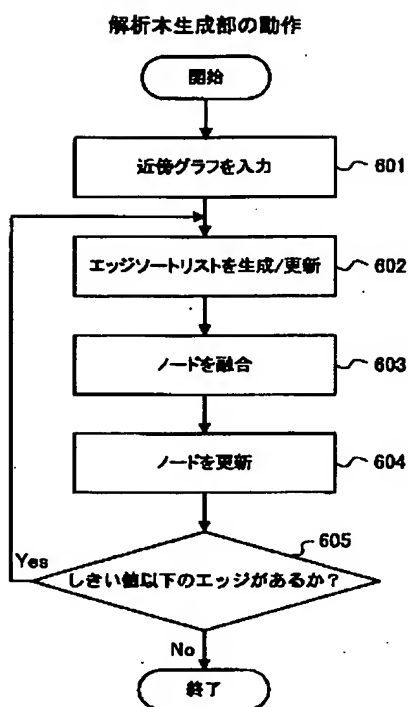 解析木生成部の動作
開始
近傍グラフを入力
601
エッジソートリストを生成/更新
602
ノードを融合
603
ノードを更新
604
605
しきい値以下のエッジがあるか？
Yes
No
終了